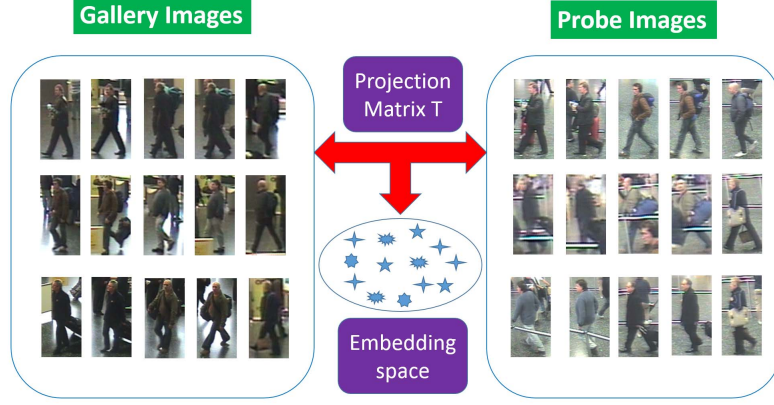 Gallery Images
Probe Images
Projection
Matrix T
Embedding
space